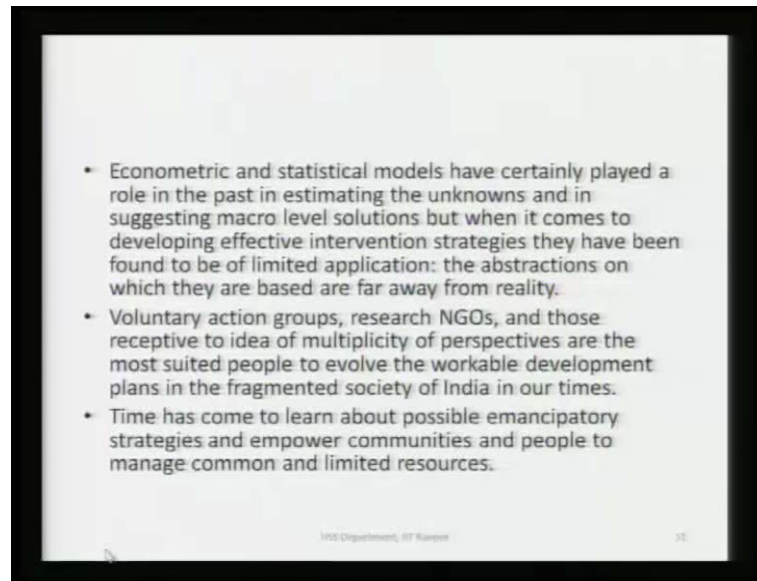 • Econometric and statistical models have certainly played a
role in the past in estimating the unknowns and in
suggesting macro level solutions but when it comes to
developing effective intervention strategies they have been
found to be of limited application: the abstractions on
which they are based are far away from reality.
• Voluntary action groups, research NGOs, and those
receptive to idea of multiplicity of perspectives are the
most suited people to evolve the workable development
plans in the fragmented society of India in our times.
• Time has come to learn about possible emancipatory
strategies and empower communities and people to
manage common and limited resources.
HSS Department, IIT Kanpur